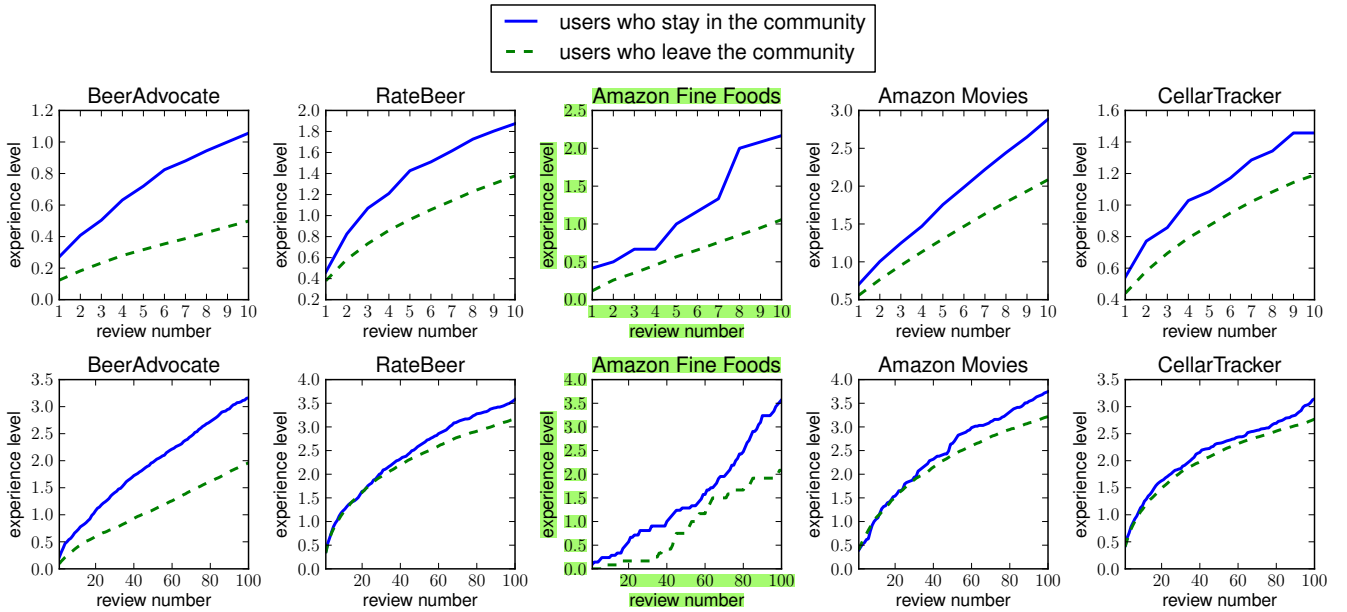 users who stay in the community
users who leave the community
BeerAdvocate
1.2
1.0
0.8
0.6
0.4
0.2
0.0
experience level
1 2 3 4 5 6 7 8 9 10
review number
RateBeer
2.0
1.8
1.6
1.4
1.2
1.0
0.8
0.6
0.4
0.2
experience level
1 2 3 4 5 6 7 8 9 10
review number
Amazon Fine Foods
2.5
2.0
1.5
1.0
0.5
0.0
experience level
1 2 3 4 5 6 7 8 9 10
review number
Amazon Movies
3.0
2.5
2.0
1.5
1.0
0.5
experience level
1 2 3 4 5 6 7 8 9 10
review number
CellarTracker
1.6
1.4
1.2
1.0
0.8
0.6
0.4
experience level
1 2 3 4 5 6 7 8 9 10
review number
BeerAdvocate
3.5
3.0
2.5
2.0
1.5
1.0
0.5
0.0
experience level
20 40 60 80 100
review number
RateBeer
4.0
3.5
3.0
2.5
2.0
1.5
1.0
0.5
0.0
experience level
20 40 60 80 100
review number
Amazon Fine Foods
4.0
3.5
3.0
2.5
2.0
1.5
1.0
0.5
0.0
experience level
20 40 60 80 100
review number
Amazon Movies
4.0
3.5
3.0
2.5
2.0
1.5
1.0
0.5
0.0
experience level
20 40 60 80 100
review number
CellarTracker
3.5
3.0
2.5
2.0
1.5
1.0
0.5
0.0
experience level
20 40 60 80 100
review number